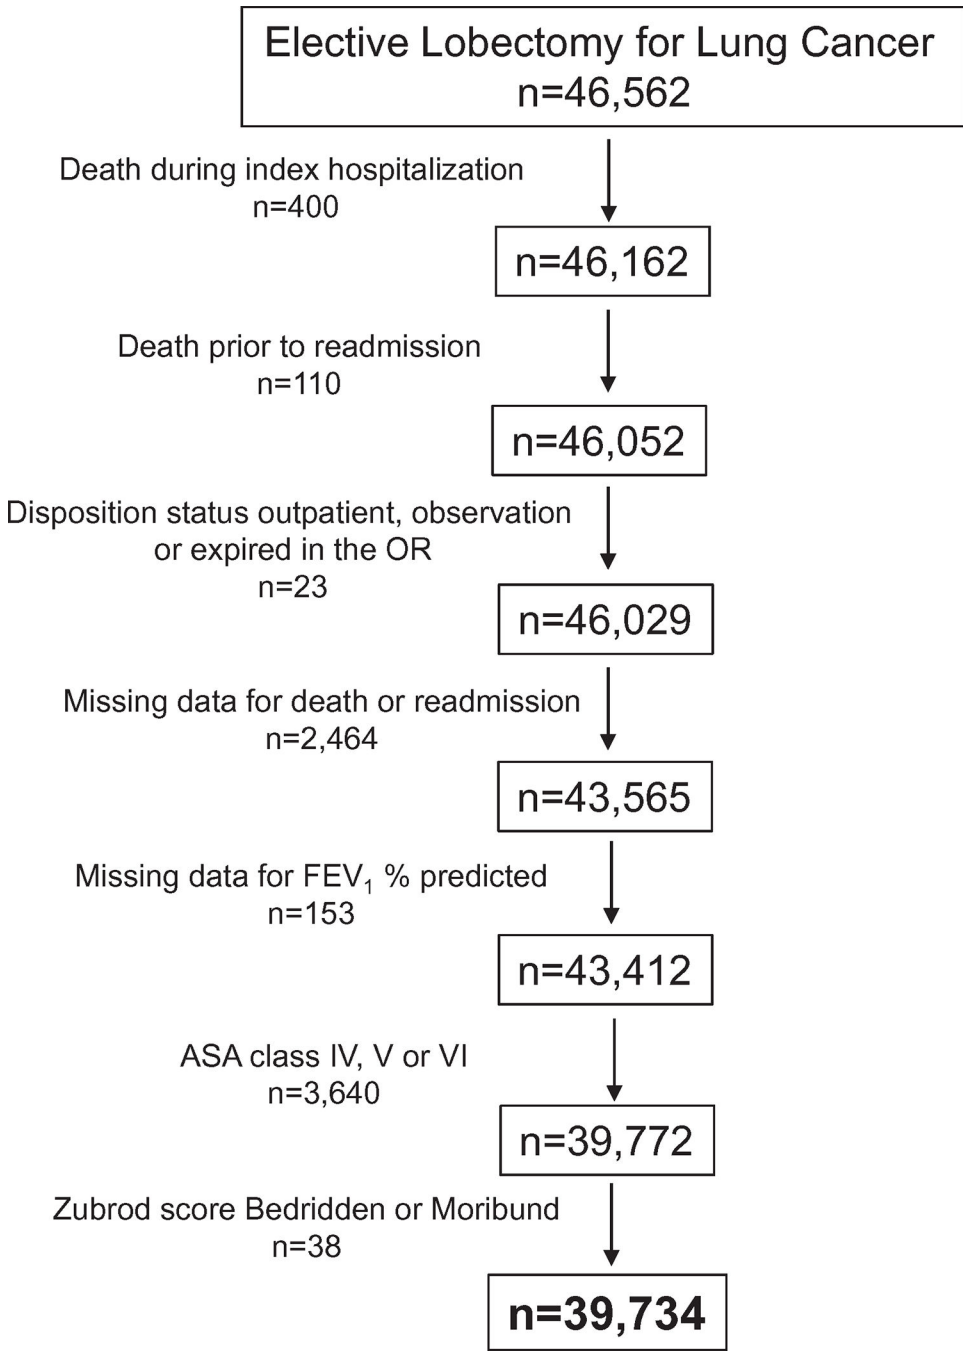 Elective Lobectomy for Lung Cancer
n=46,562
Death during index hospitalization
n=400
n=46,162
Death prior to readmission
n=110
n=46,052
Disposition status outpatient, observation
or expired in the OR
n=23
n=46,029
Missing data for death or readmission
n=2,464
n=43,565
Missing data for FEV₁ % predicted
n=153
n=43,412
ASA class IV, V or VI
n=3,640
n=39,772
Zubrod score Bedridden or Moribund
n=38
n=39,734